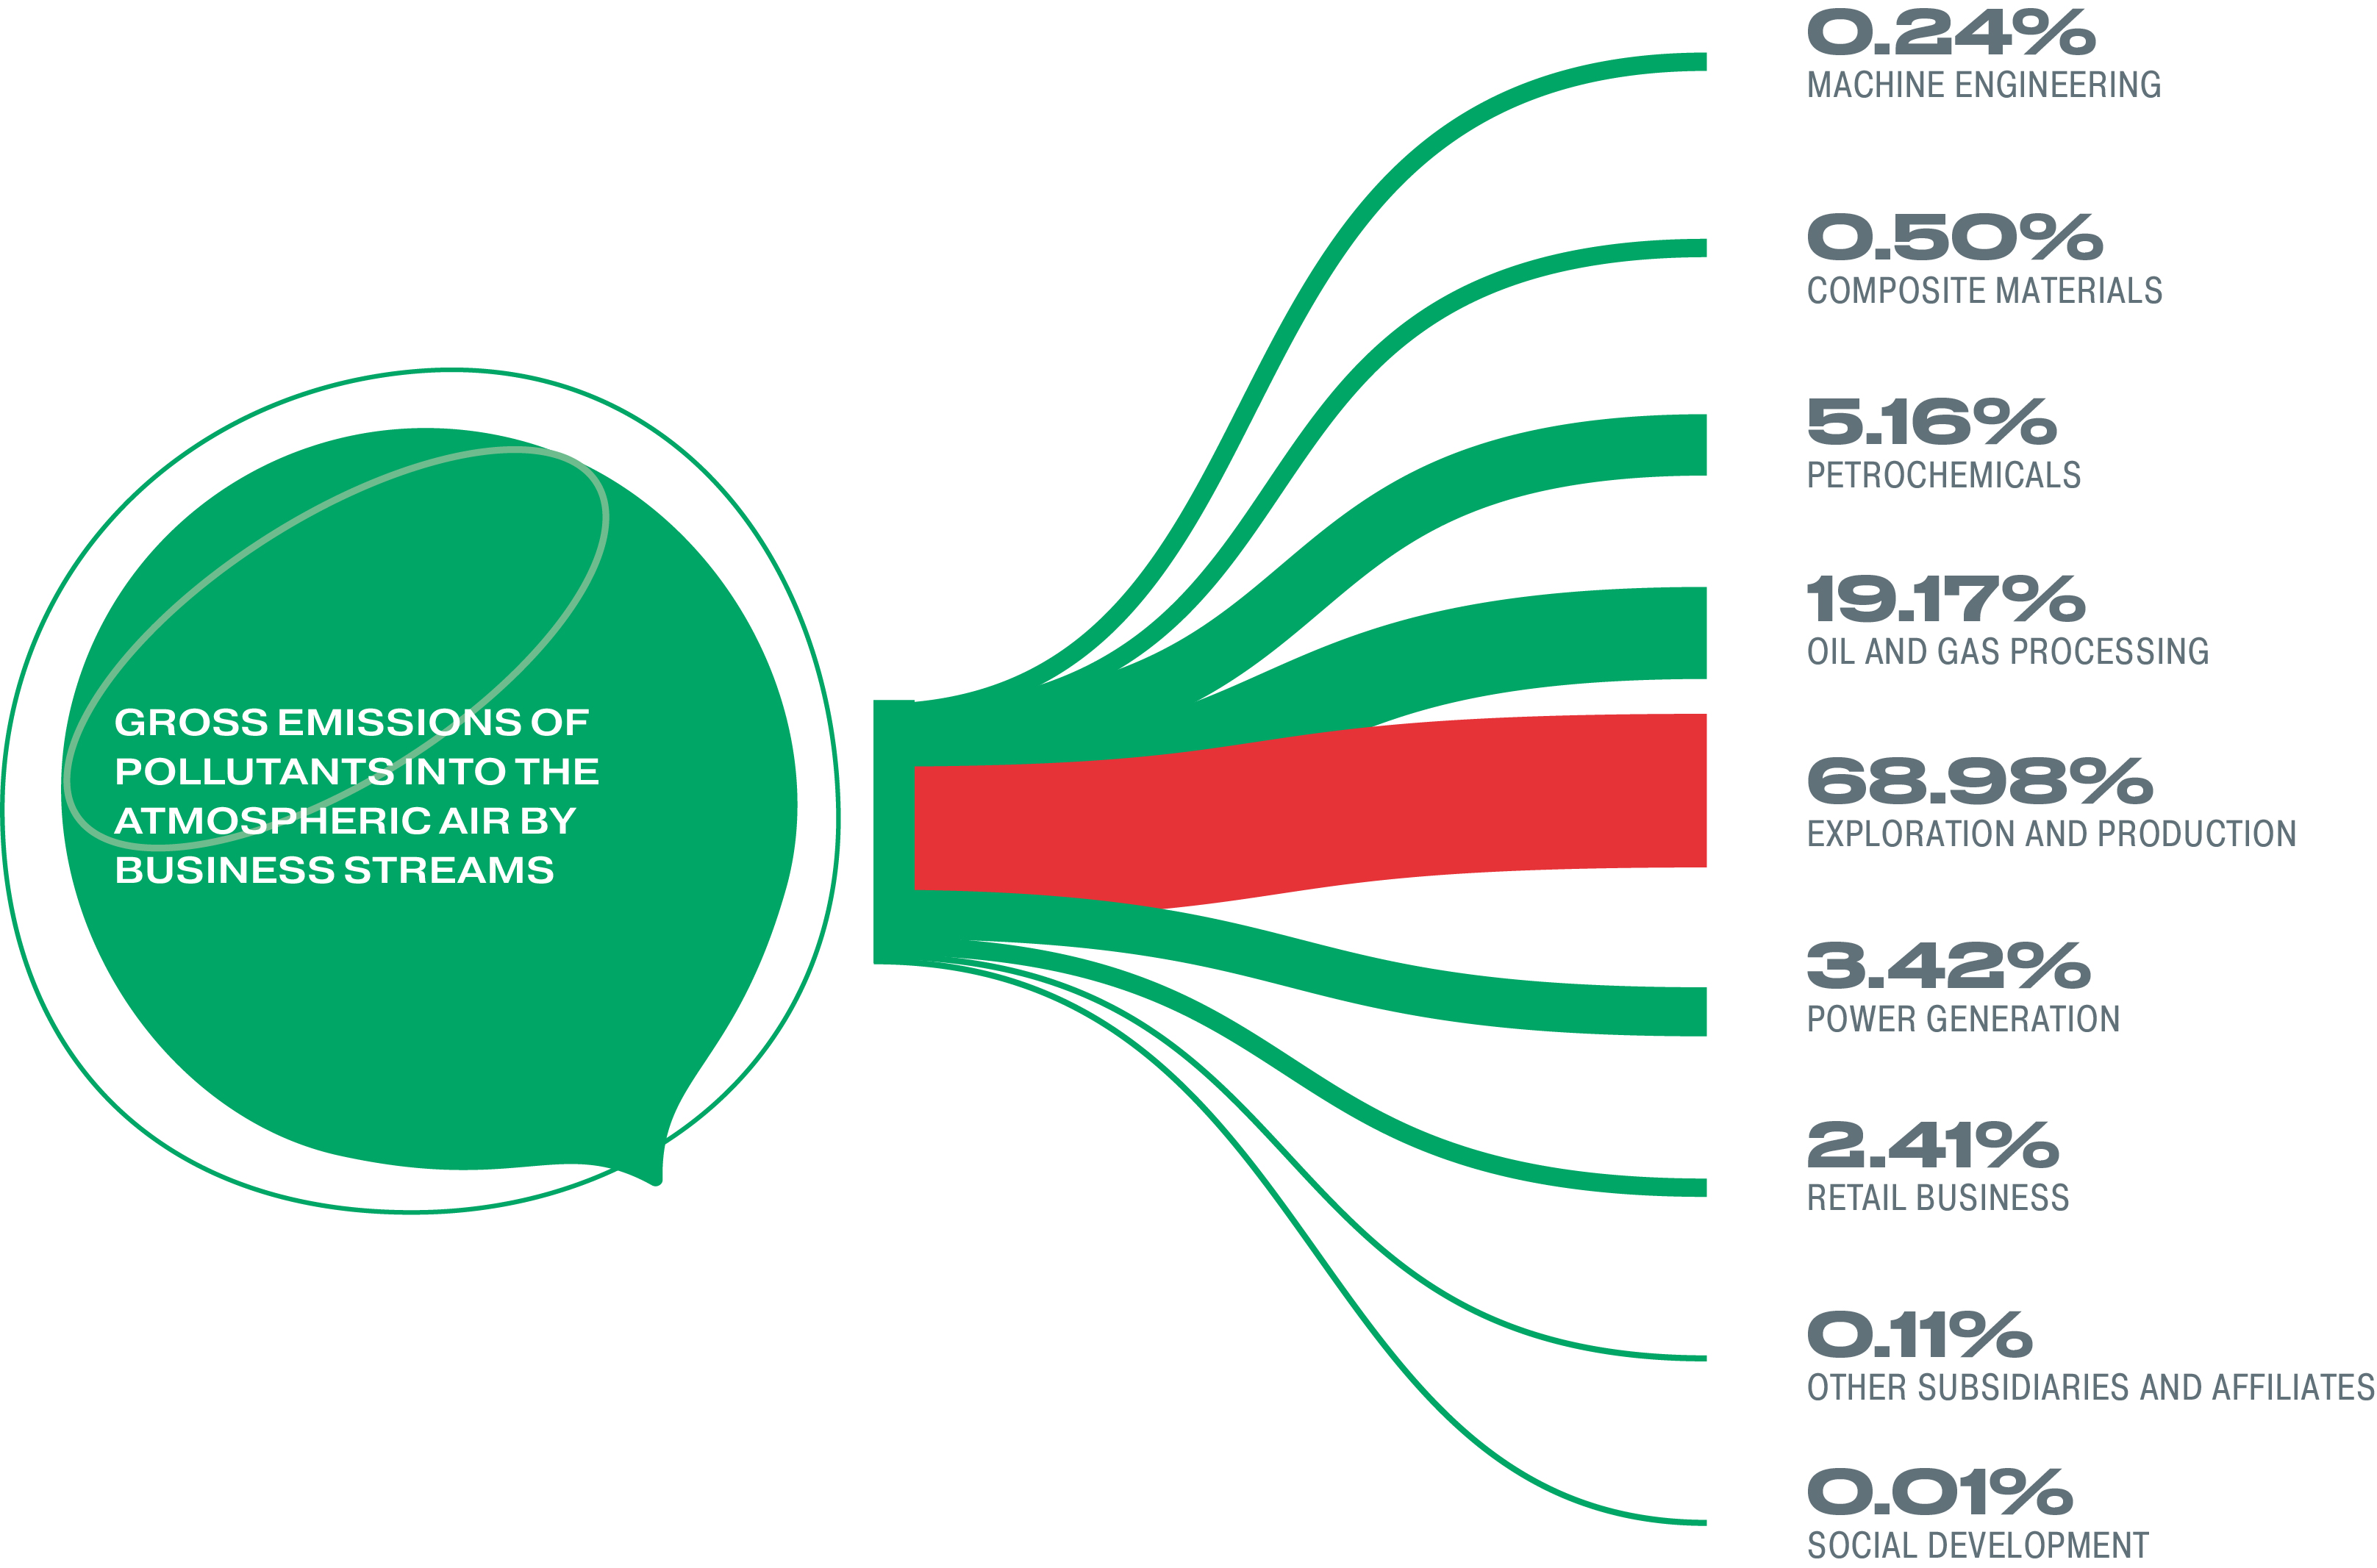 GROSS EMISSIONS OF
POLLUTANTS INTO THE
ATMOSPHERIC AIR BY
BUSINESS STREAMS
0.24%
MACHINE ENGINEERING
0.50%
COMPOSITE MATERIALS
5.16%
PETROCHEMICALS
19.17%
OIL AND GAS PROCESSING
68.98%
EXPLORATION AND PRODUCTION
3.42%
POWER GENERATION
2.41%
RETAIL BUSINESS
0.11%
OTHER SUBSIDIARIES AND AFFILIATES
0.01%
SOCIAL DEVELOPMENT